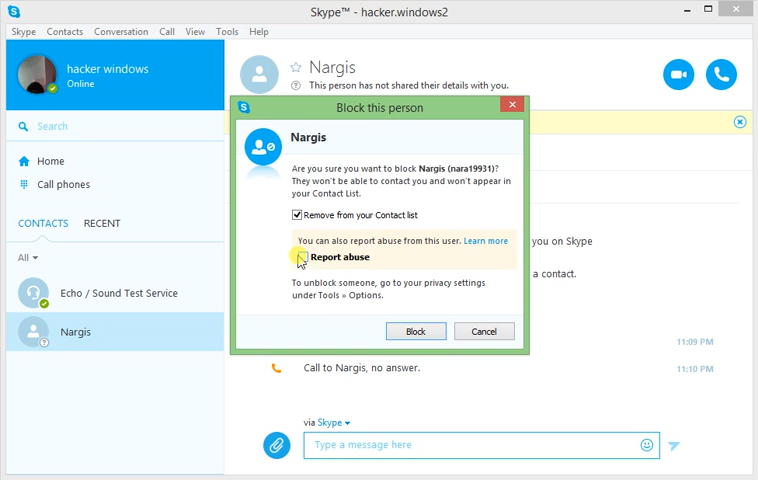 Skype™ - hacker.windows2
Skype Contacts Conversation Call View Tools Help
hacker windows
Online
Search
Home
Call phones
CONTACTS RECENT
All
Echo / Sound Test Service
Nargis
Nargis
This person has not shared their details with you.
Block this person
Nargis
Are you sure you want to block Nargis (nara19931)?
They won't be able to contact you and won't appear in
your Contact List.
Remove from your Contact list
You can also report abuse from this user. Learn more
Report abuse
To unblock someone, go to your privacy settings
under Tools » Options.
Block Cancel
you on Skype
a contact.
11:09 PM
Call to Nargis, no answer. 11:10 PM
via Skype
Type a message here